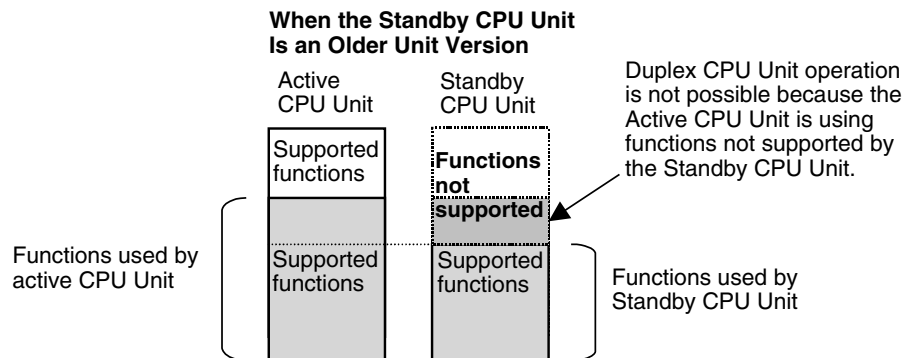 When the Standby CPU Unit
Is an Older Unit Version
Active
CPU Unit
Standby
CPU Unit
Duplex CPU Unit operation
is not possible because the
Active CPU Unit is using
functions not supported by
the Standby CPU Unit.
Supported
functions
Functions
not
supported
Functions used by
active CPU Unit
Supported
functions
Supported
functions
Functions used by
Standby CPU Unit